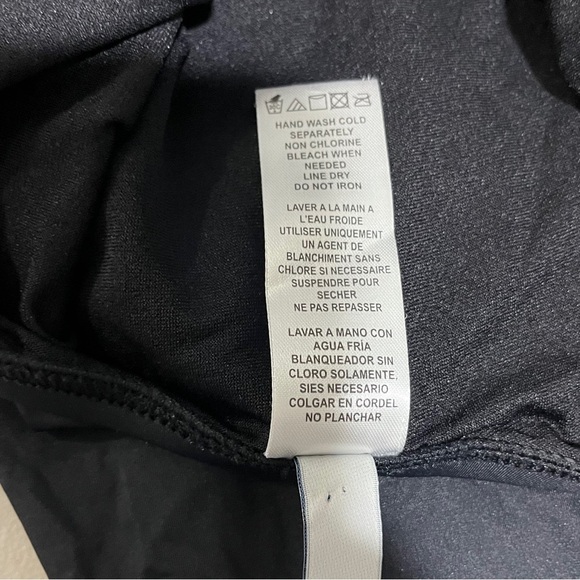 HAND WASH COLD
SEPARATELY
NON CHLORINE
BLEACH WHEN
NEEDED
LINE DRY
DO NOT IRON
LAVER A LA MAIN A
L'EAU FROIDE
UTILISER UNIQUEMENT
UN AGENT DE
BLANCHIMENT SANS
CHLORE SI NECESSAIRE
SUSPENDRE POUR
SECHER
NE PAS REPASSER
LAVAR A MANO CON
AGUA FRÍA
BLANQUEADOR SIN
CLORO SOLAMENTE,
SIES NECESARIO
COLGAR EN CORDEL
NO PLANCHAR